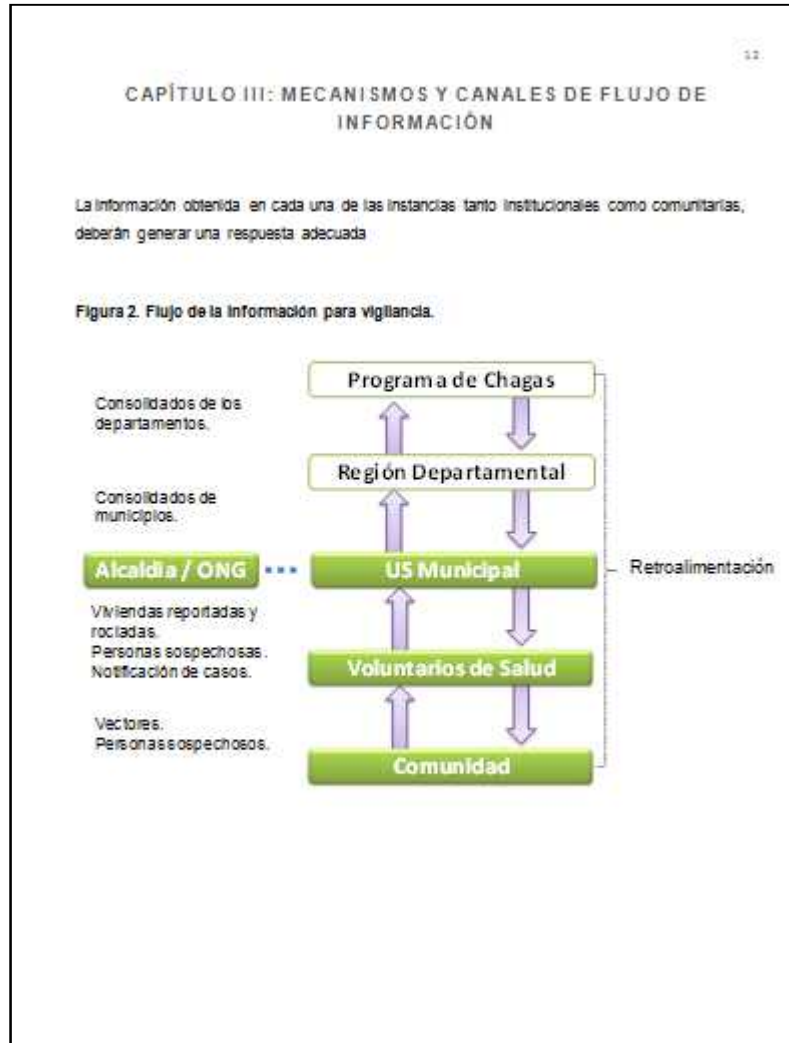 12
CAPÍTULO III: MECANISMOS Y CANALES DE FLUJO DE
INFORMACIÓN
La información obtenida en cada una de las instancias tanto institucionales como comunitarias,
deberán generar una respuesta adecuada
Figura 2. Flujo de la información para vigilancia.
Programa de Chagas
Consolidados de los
departamentos.
Región Departamental
Consolidados de
municipios.
Alcaldia / ONG
US Municipal
Retroalimentación
Viviendas reportadas y
rociadas.
Personas sospechosas.
Notificación de casos.
Voluntarios de Salud
Vectores.
Personas sospechosos.
Comunidad